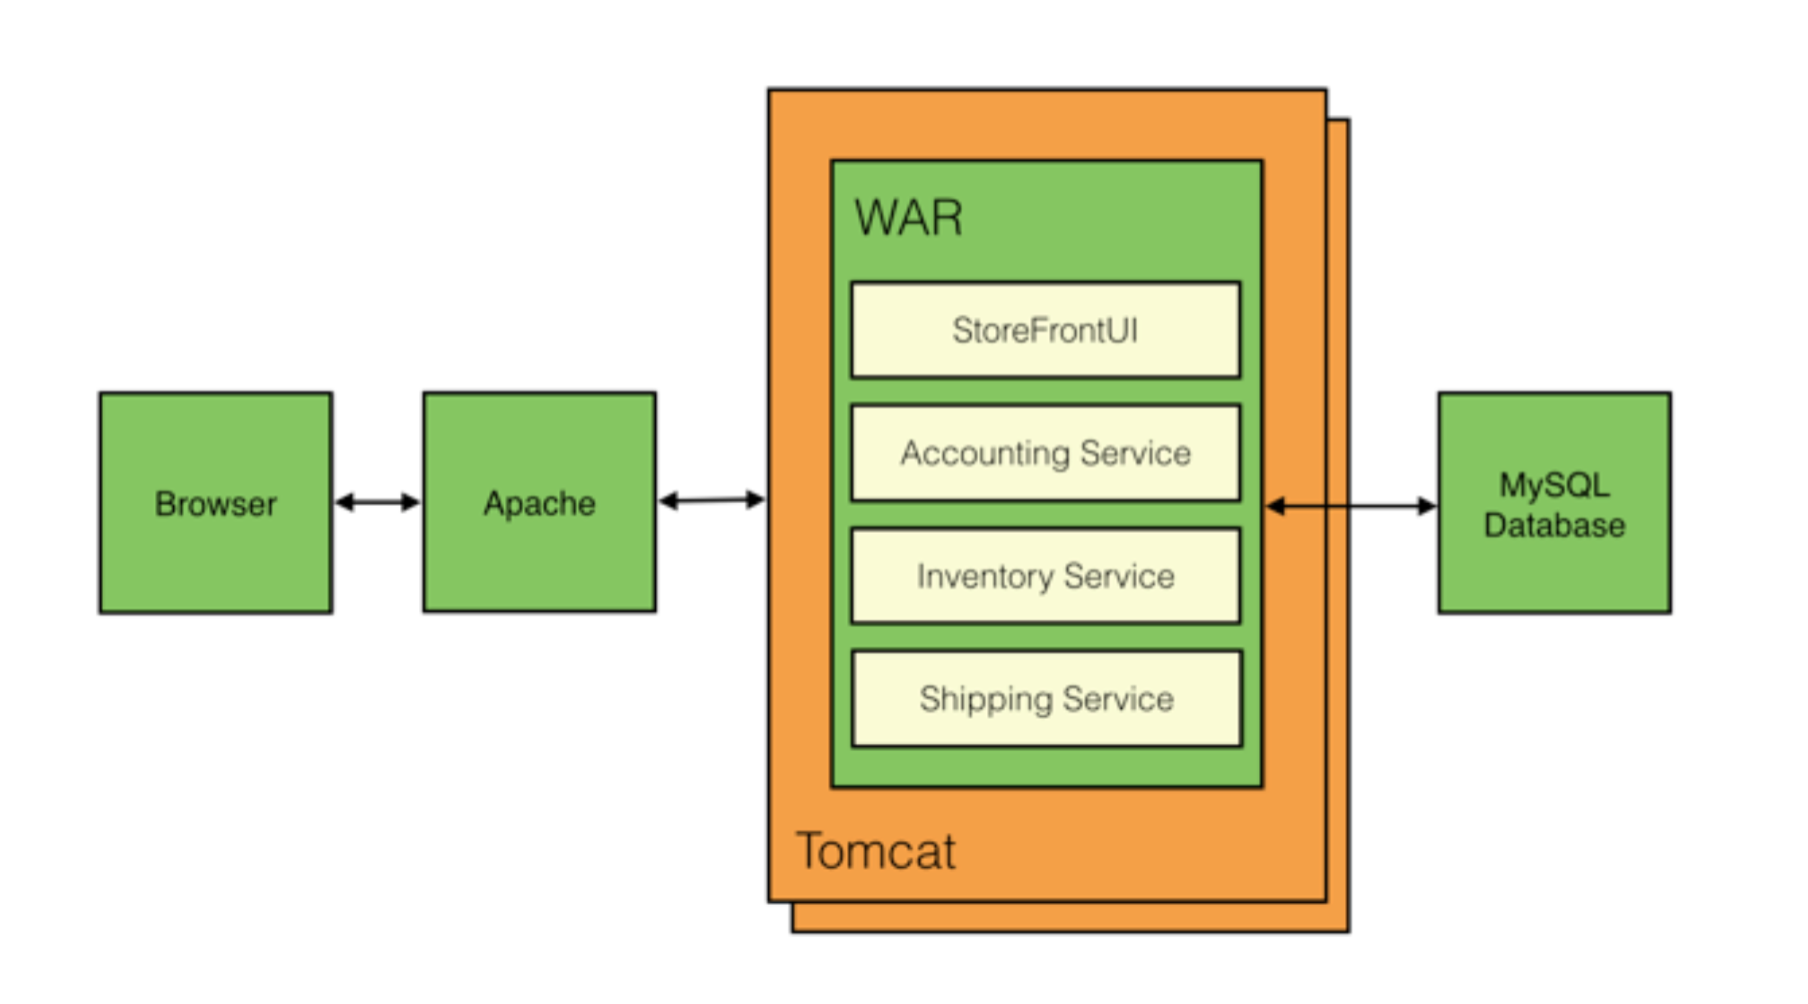 Browser
Apache
WAR
StoreFrontUI
Accounting Service
Inventory Service
Shipping Service
Tomcat
MySQL
Database